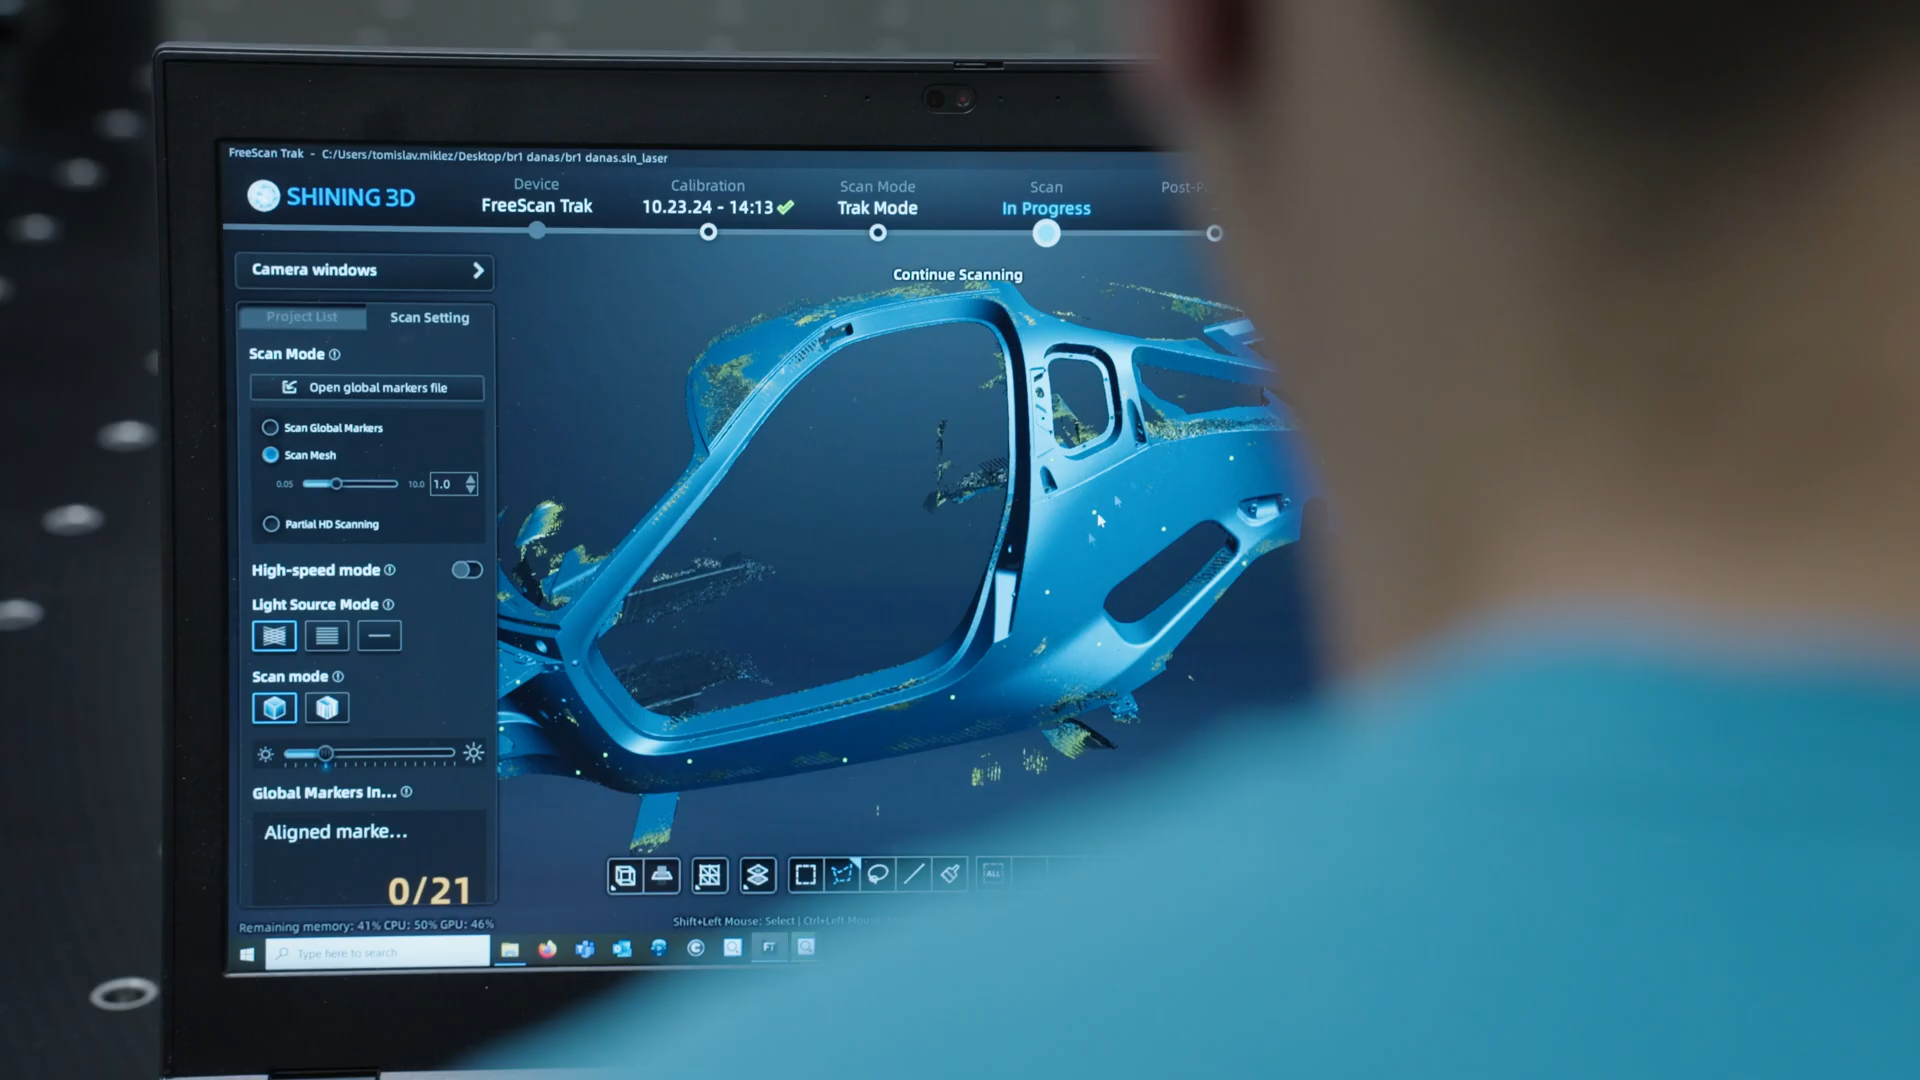 FreeScan Trak - C:/Users/tomislav.miklez/Desktop/br1 danas/br1 danas.sln_laser
SHINING 3D
Device
FreeScan Trak
Calibration
10.23.24 - 14:13
Scan Mode
Trak Mode
Scan
In Progress
Post-P
Camera windows
Continue Scanning
Project List
Scan Setting
Scan Mode
Open global markers file
Scan Global Markers
Scan Mesh
0.05
10.0
1.0
Partial HD Scanning
High-speed mode
Light Source Mode
Scan mode
Global Markers In...
Aligned marke...
0/21
ALL
Remaining memory: 41% CPU: 50% GPU: 46%
Shift+Left Mouse: Select | Ctrl+Left Mou
Type here to search
FT